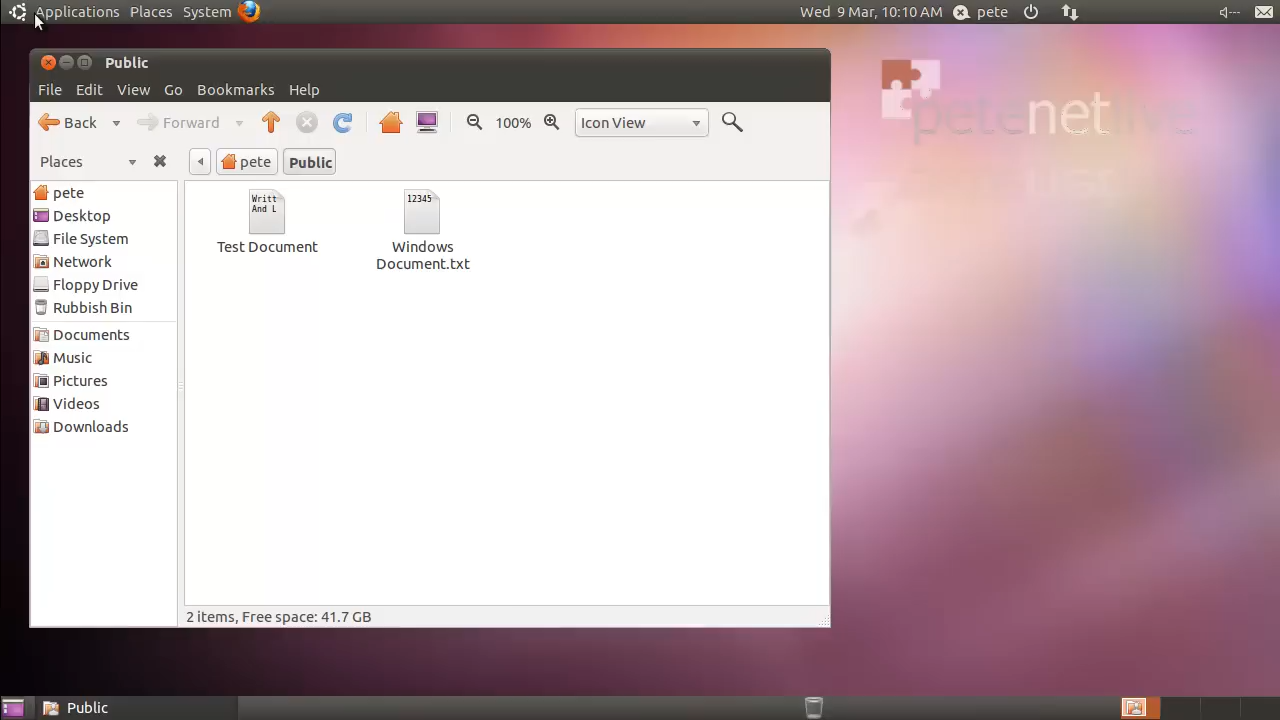 Applications Places System Wed 9 Mar, 10:10 AM pete
Public
File Edit View Go Bookmarks Help
Back Forward 100% Icon View
Places pete Public
pete
Desktop
File System
Network
Floppy Drive
Rubbish Bin
Documents
Music
Pictures
Videos
Downloads
Writt
And L
Test Document
12345
Windows
Document.txt
2 items, Free space: 41.7 GB
petenetlive
Public